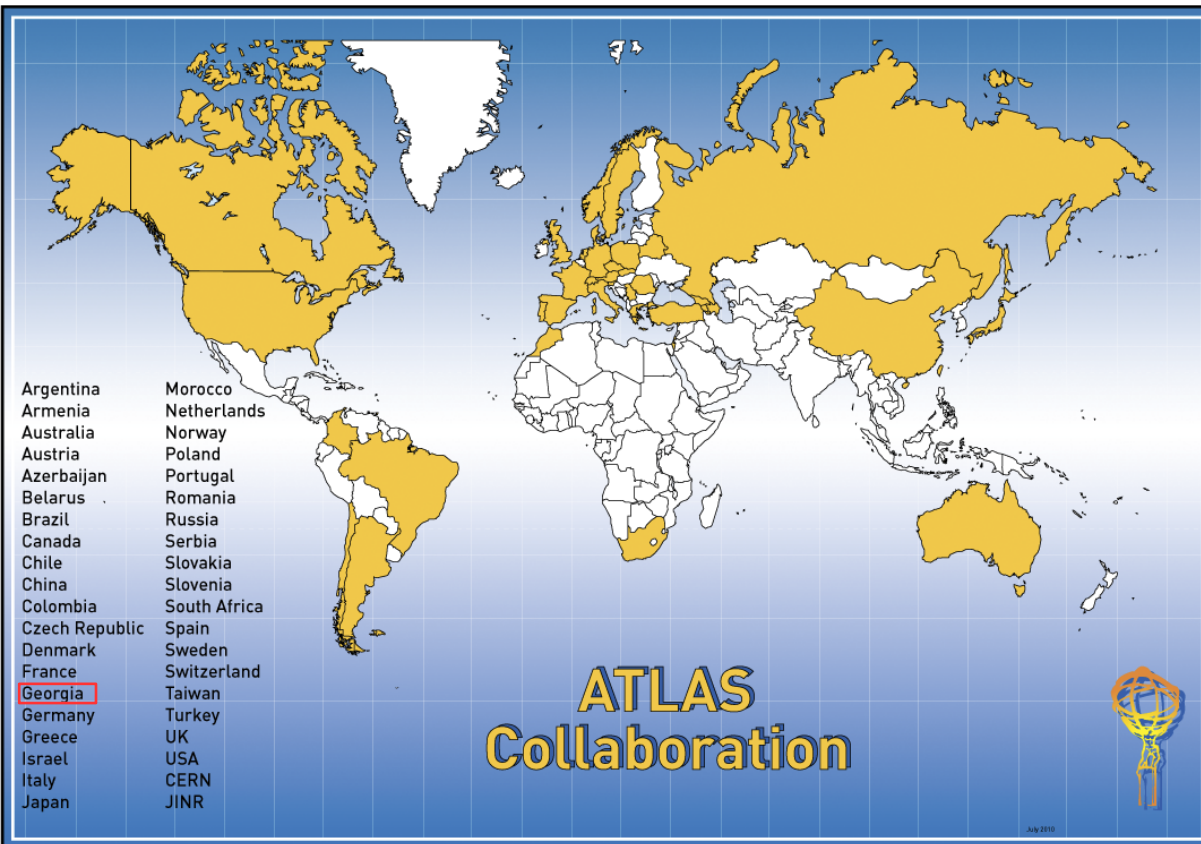 Argentina
Armenia
Australia
Austria
Azerbaijan
Belarus
Brazil
Canada
Chile
China
Colombia
Czech Republic
Denmark
France
Georgia
Germany
Greece
Israel
Italy
Japan
Morocco
Netherlands
Norway
Poland
Portugal
Romania
Russia
Serbia
Slovakia
Slovenia
South Africa
Spain
Sweden
Switzerland
Taiwan
Turkey
UK
USA
CERN
JINR
ATLAS
Collaboration
July 2010